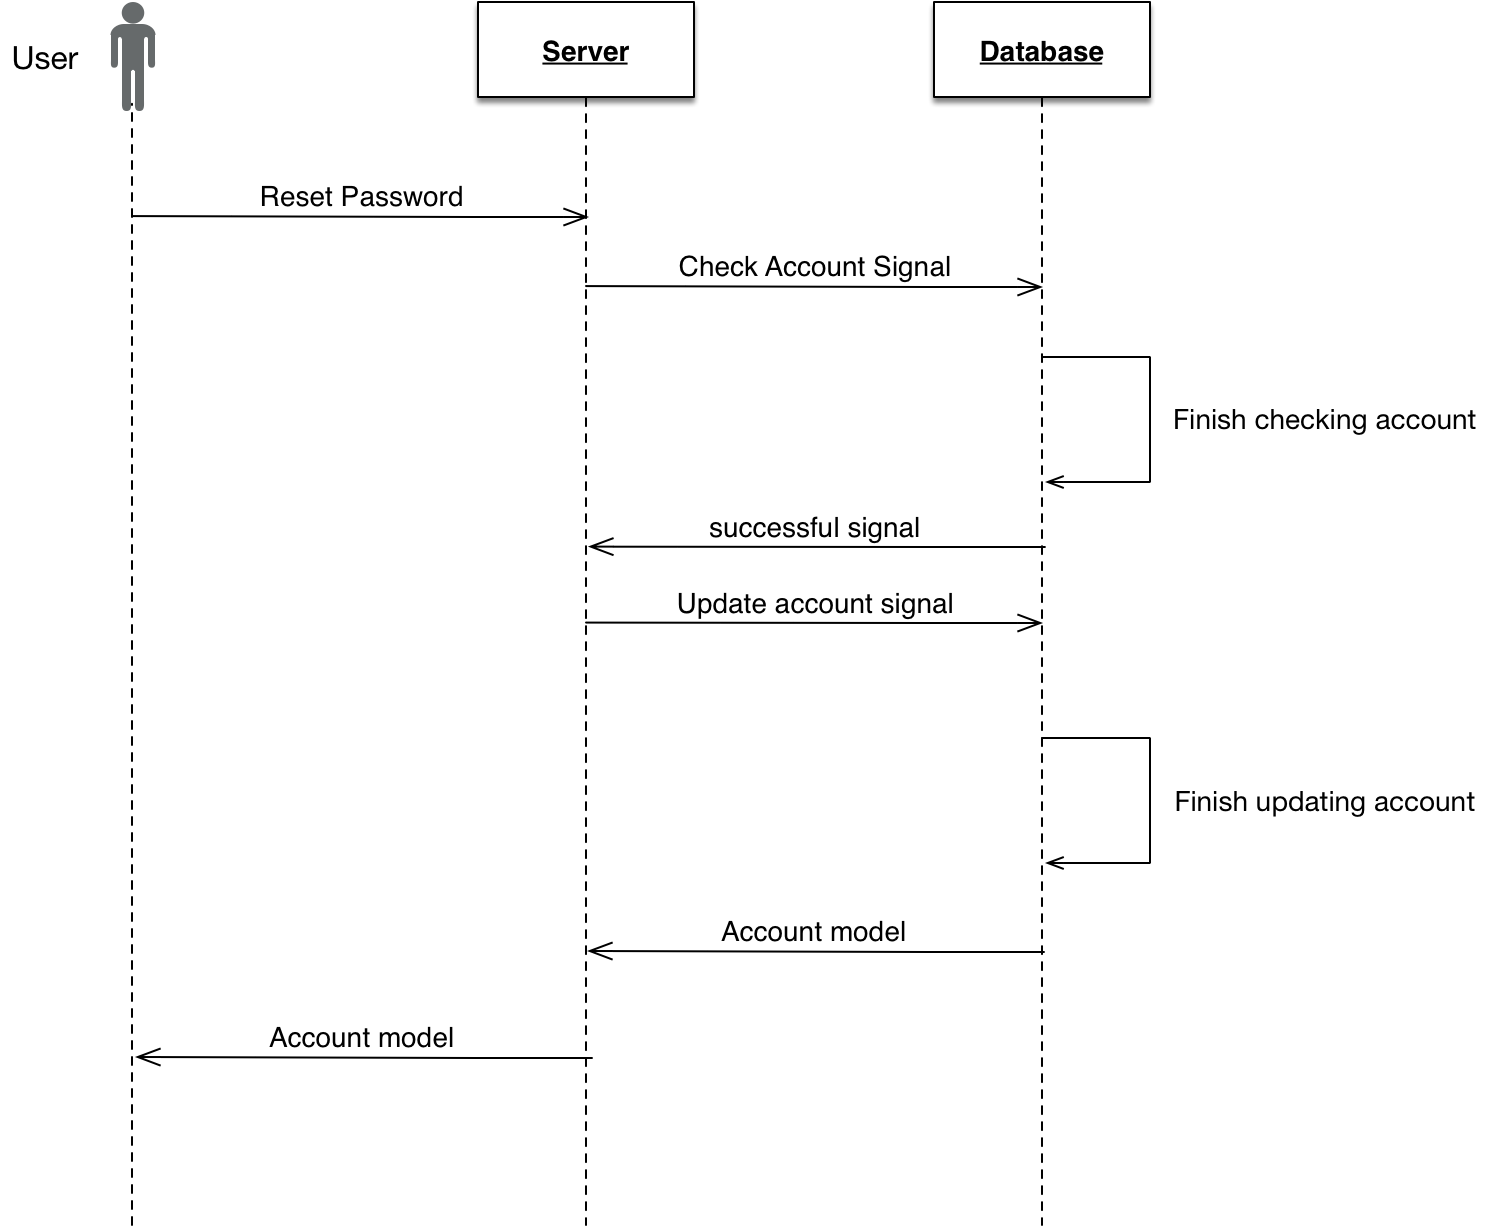 User
Server
Database
Reset Password
Check Account Signal
Finish checking account
successful signal
Update account signal
Finish updating account
Account model
Account model